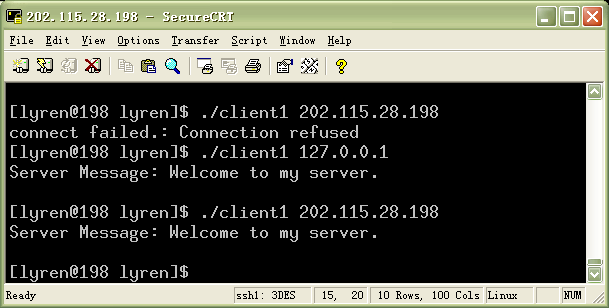 202.115.28.198 - SecureCRT
File Edit View Options Transfer Script Window Help
[lyren@198 lyren]$ ./client1 202.115.28.198
connect failed.: Connection refused
[lyren@198 lyren]$ ./client1 127.0.0.1
Server Message: Welcome to my server.
[lyren@198 lyren]$ ./client1 202.115.28.198
Server Message: Welcome to my server.
[lyren@198 lyren]$
Ready ssh1: 3DES 15, 20 10 Rows, 100 Cols Linux NUM